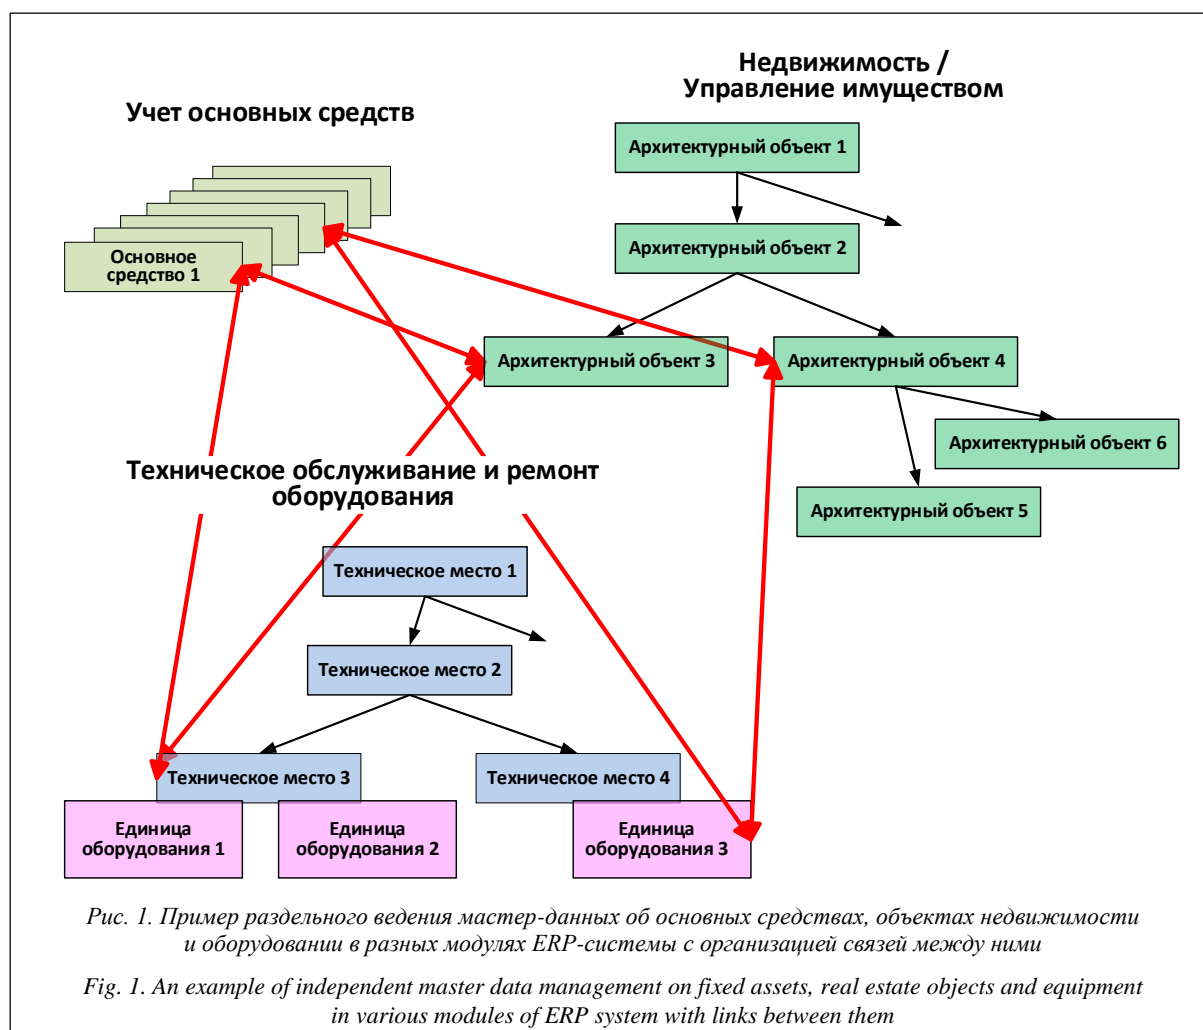 Недвижимость /
Управление имуществом
Учет основных средств
Архитектурный объект 1
Архитектурный объект 2
Основное
средство 1
Архитектурный объект 3
Архитектурный объект 4
Архитектурный объект 6
Архитектурный объект 5
Техническое обслуживание и ремонт
оборудования
Техническое место 1
Техническое место 2
Техническое место 3
Техническое место 4
Единица
оборудования 1
Единица
оборудования 2
Единица
оборудования 3
Рис. 1. Пример раздельного ведения мастер-данных об основных средствах, объектах недвижимости
и оборудовании в разных модулях ERP-системы с организацией связей между ними
Fig. 1. An example of independent master data management on fixed assets, real estate objects and equipment
in various modules of ERP system with links between them